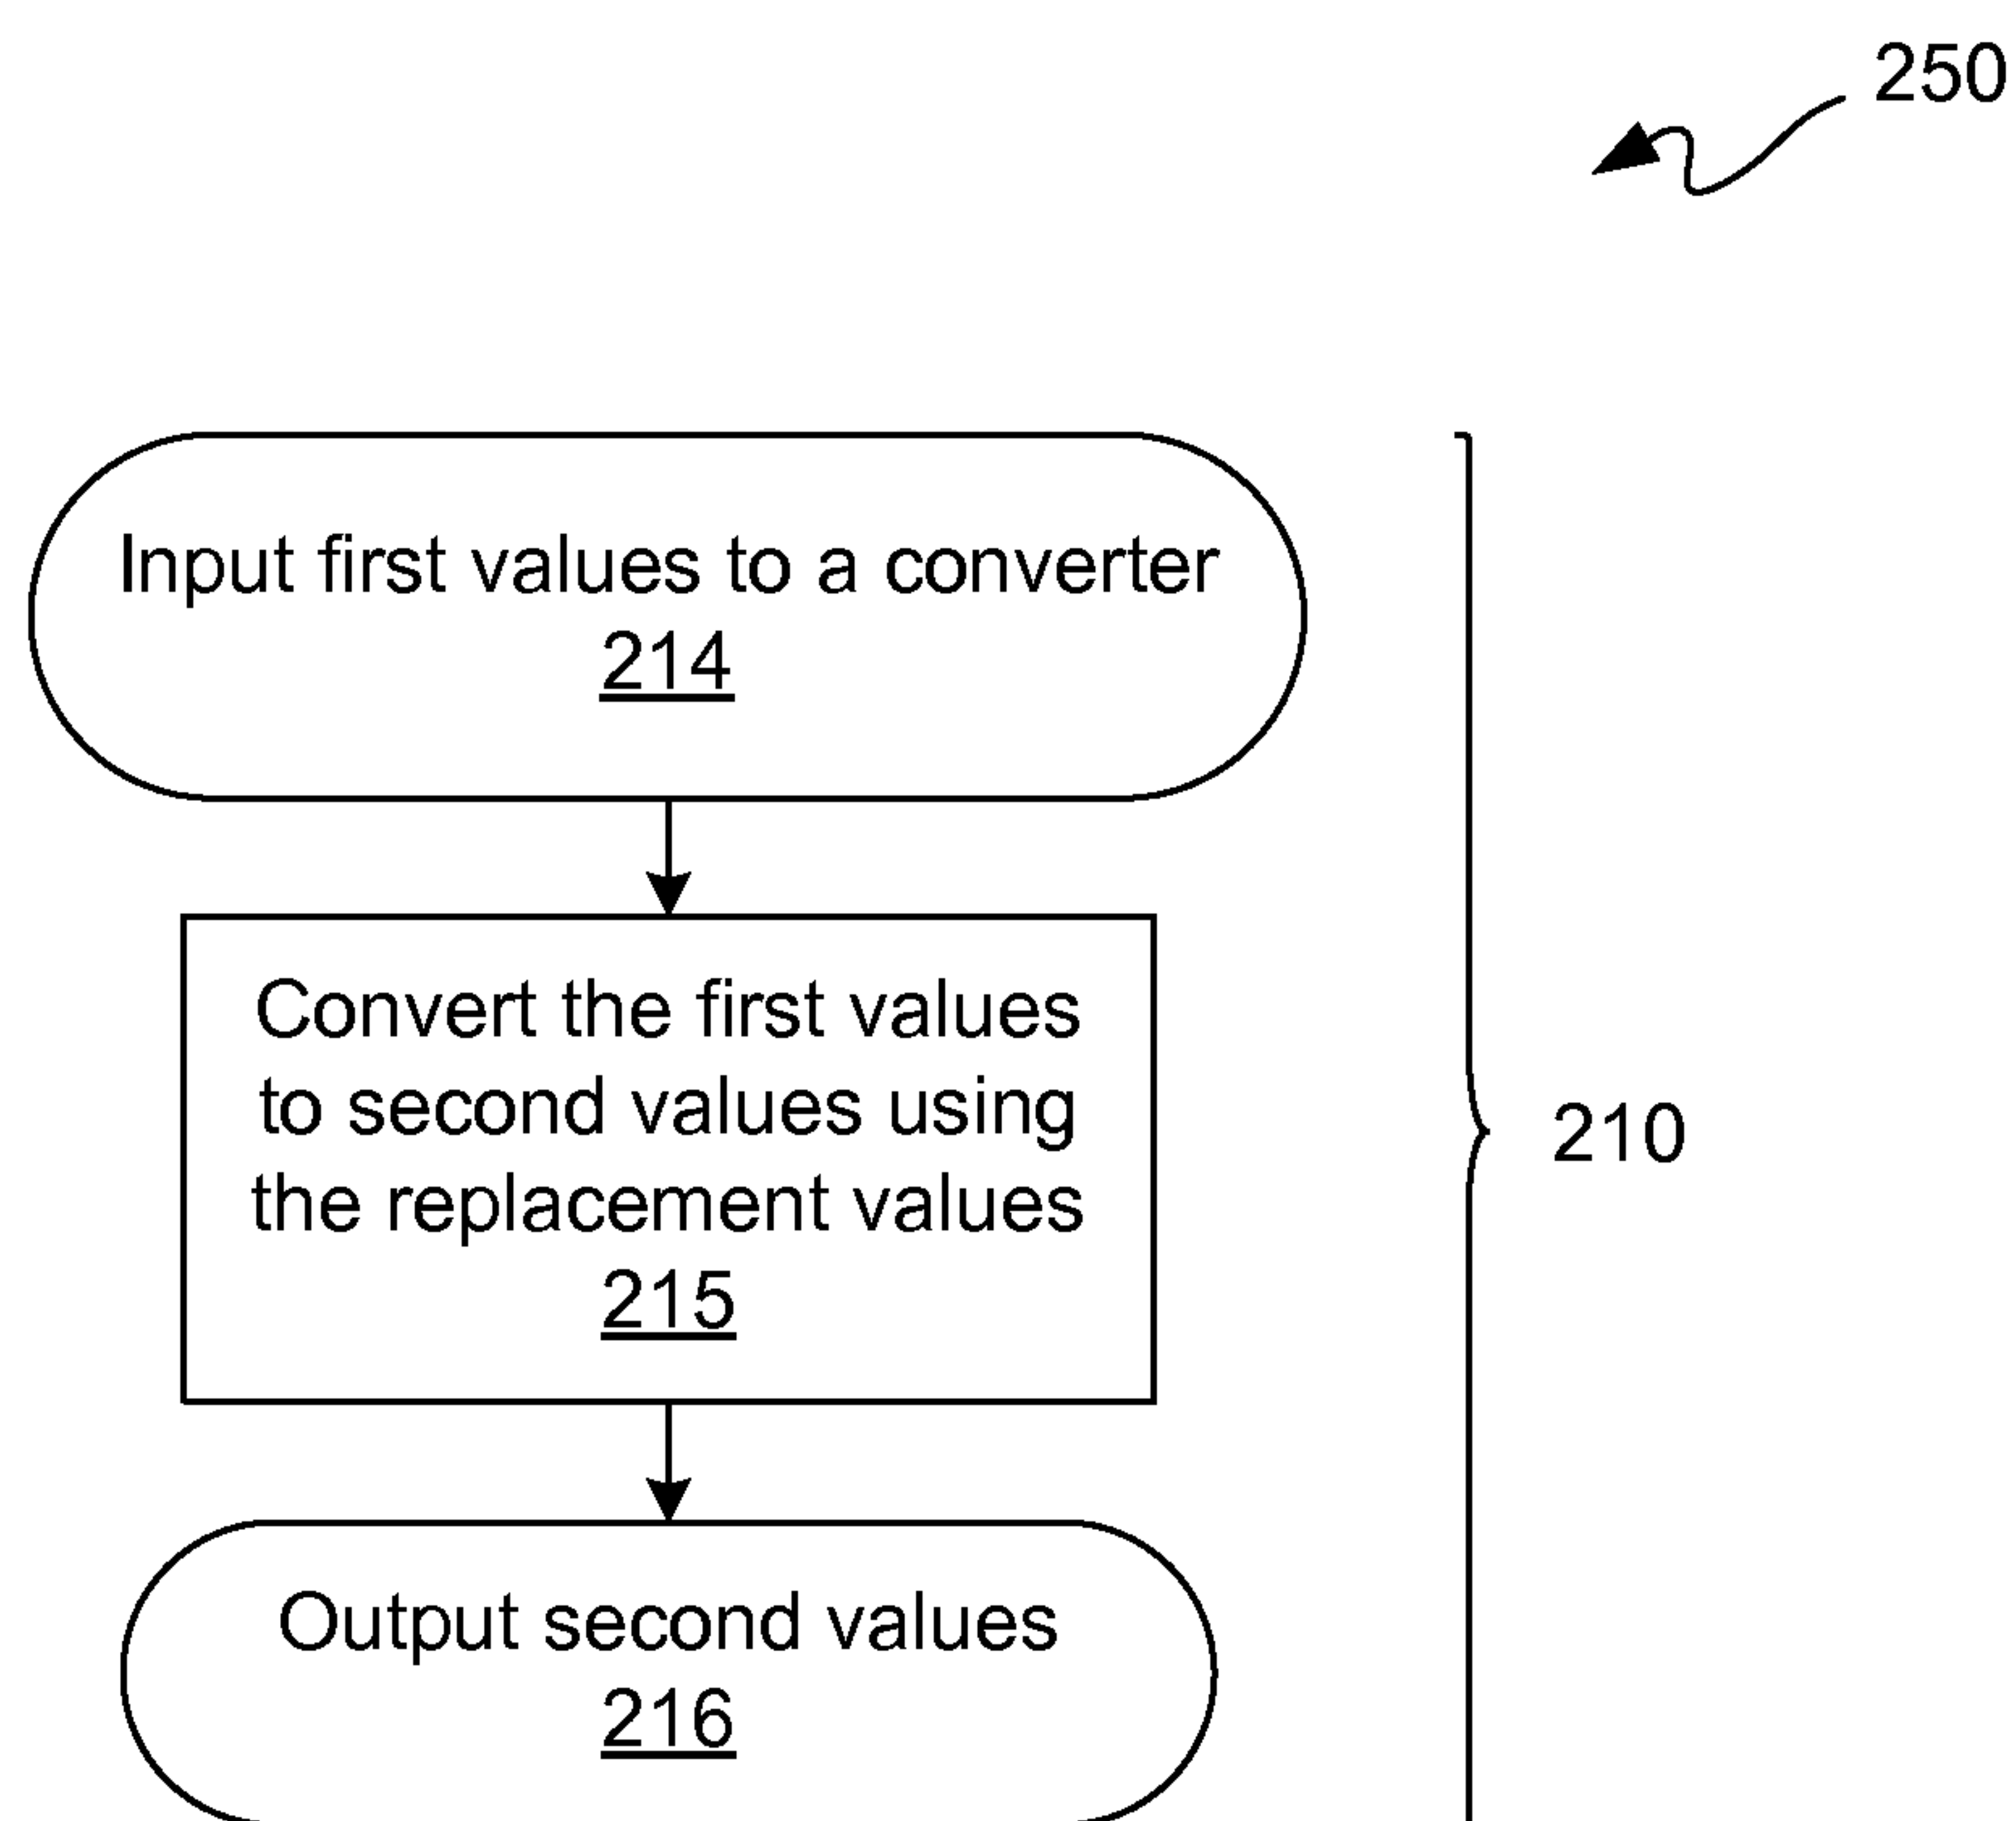 250
Input first values to a converter
214
Convert the first values
to second values using
the replacement values
215
210
Output second values
216